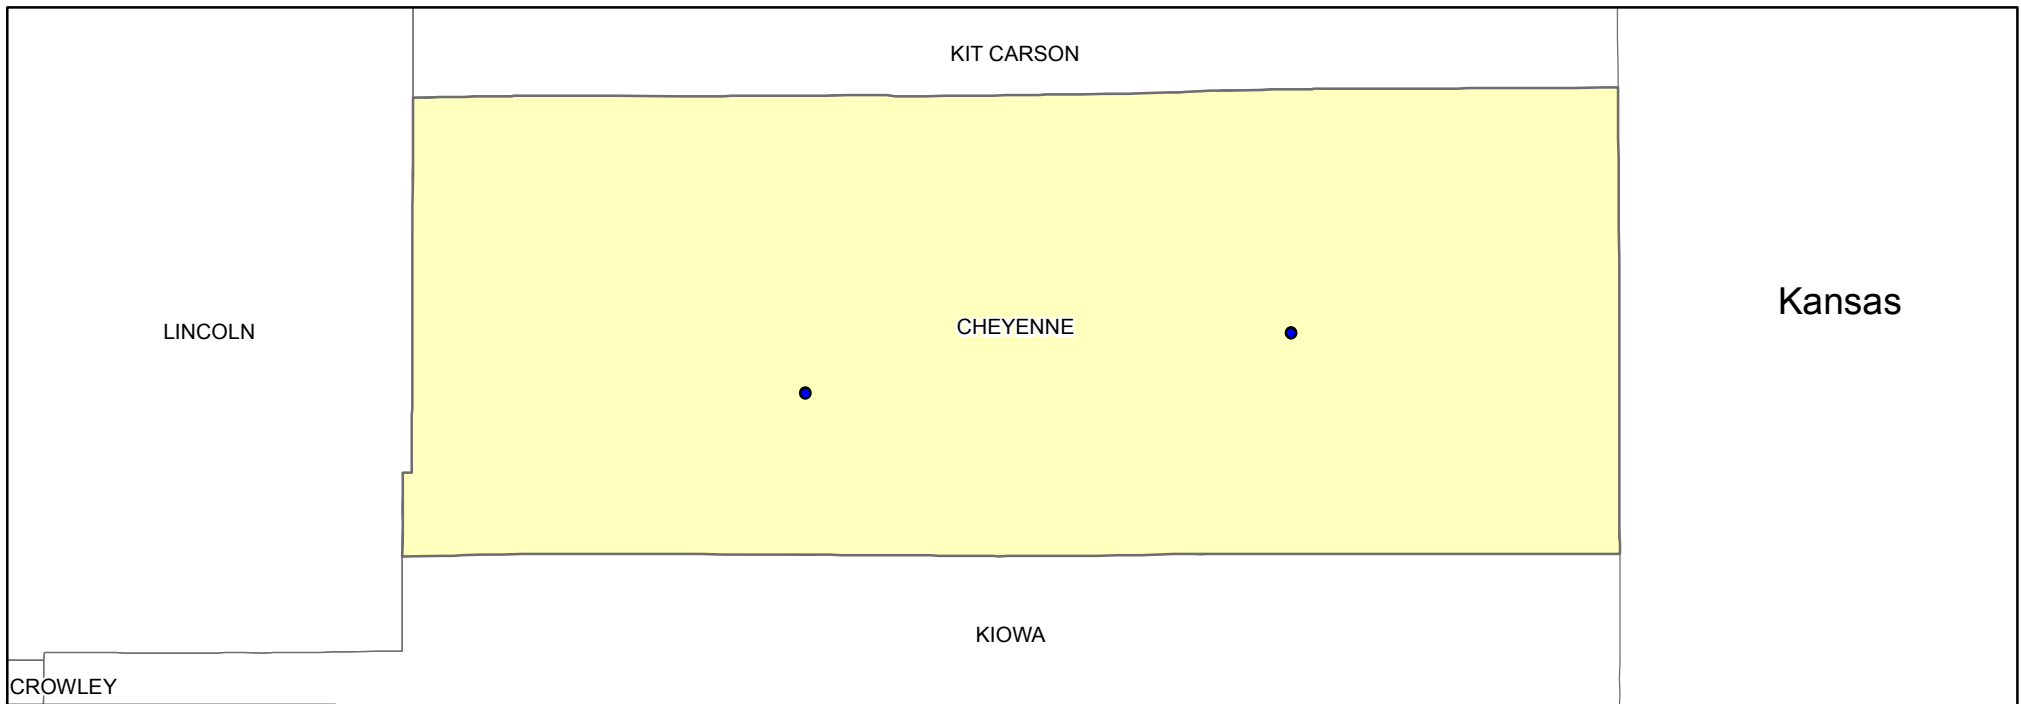 KIT CARSON
Kansas
CHEYENNE
LINCOLN
KIOWA
CROWLEY